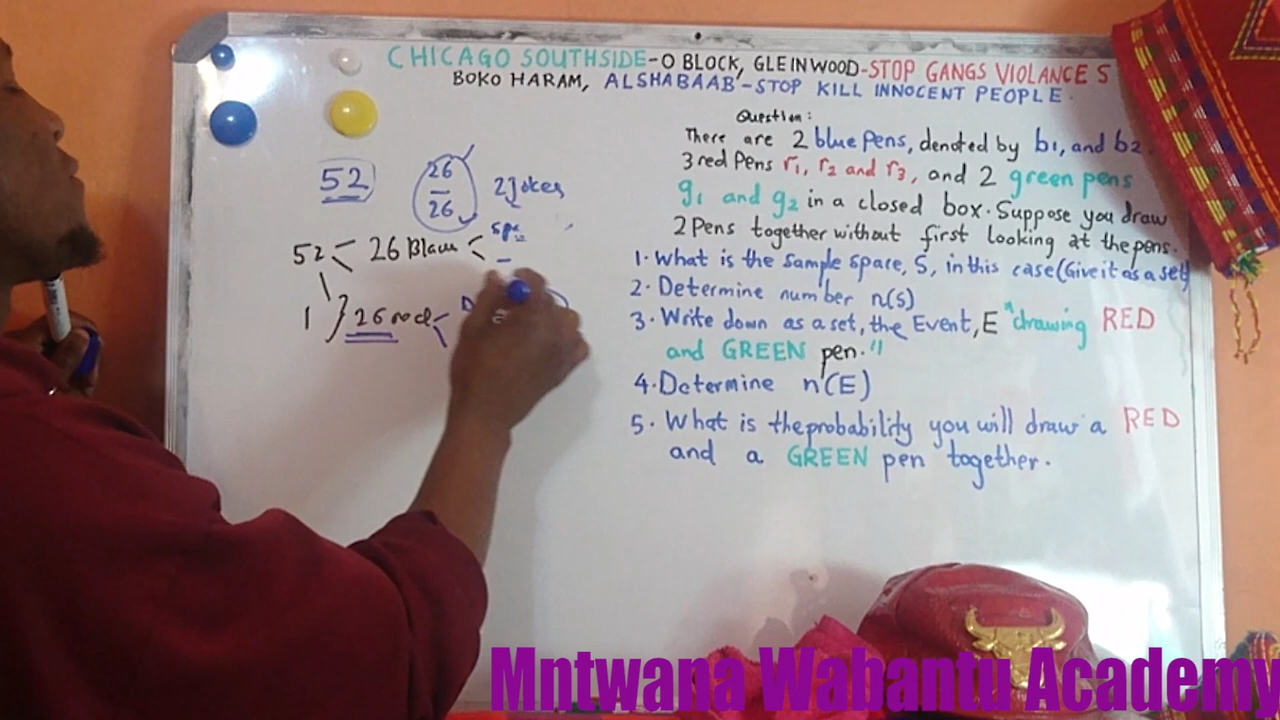 CHICAGO SOUTHSIDE-O BLOCK, GLEINWOOD-STOP GANGS VIOLANCE S
BOKO HARAM, ALSHABAAB-STOP KILL INNOCENT PEOPLE.
Question:
There are 2 blue pens, denoted by b1, and b2.
3 red Pens r1, r2 and r3, and 2 green pens
g1 and g2 in a closed box. Suppose you draw
2 Pens together without first looking at the pens.
1. What is the Sample space, S, in this case (Give it as a set)
2. Determine number n(s)
3. Write down as a set, the Event, E "drawing RED
and GREEN pen."
4. Determine n(E)
5. What is the probability you will draw a RED
and a GREEN pen together.
52
26
26
2 Jokes
52 < 26 Black < spe
1 } 26 red <
Mntwana Wabantu Academy